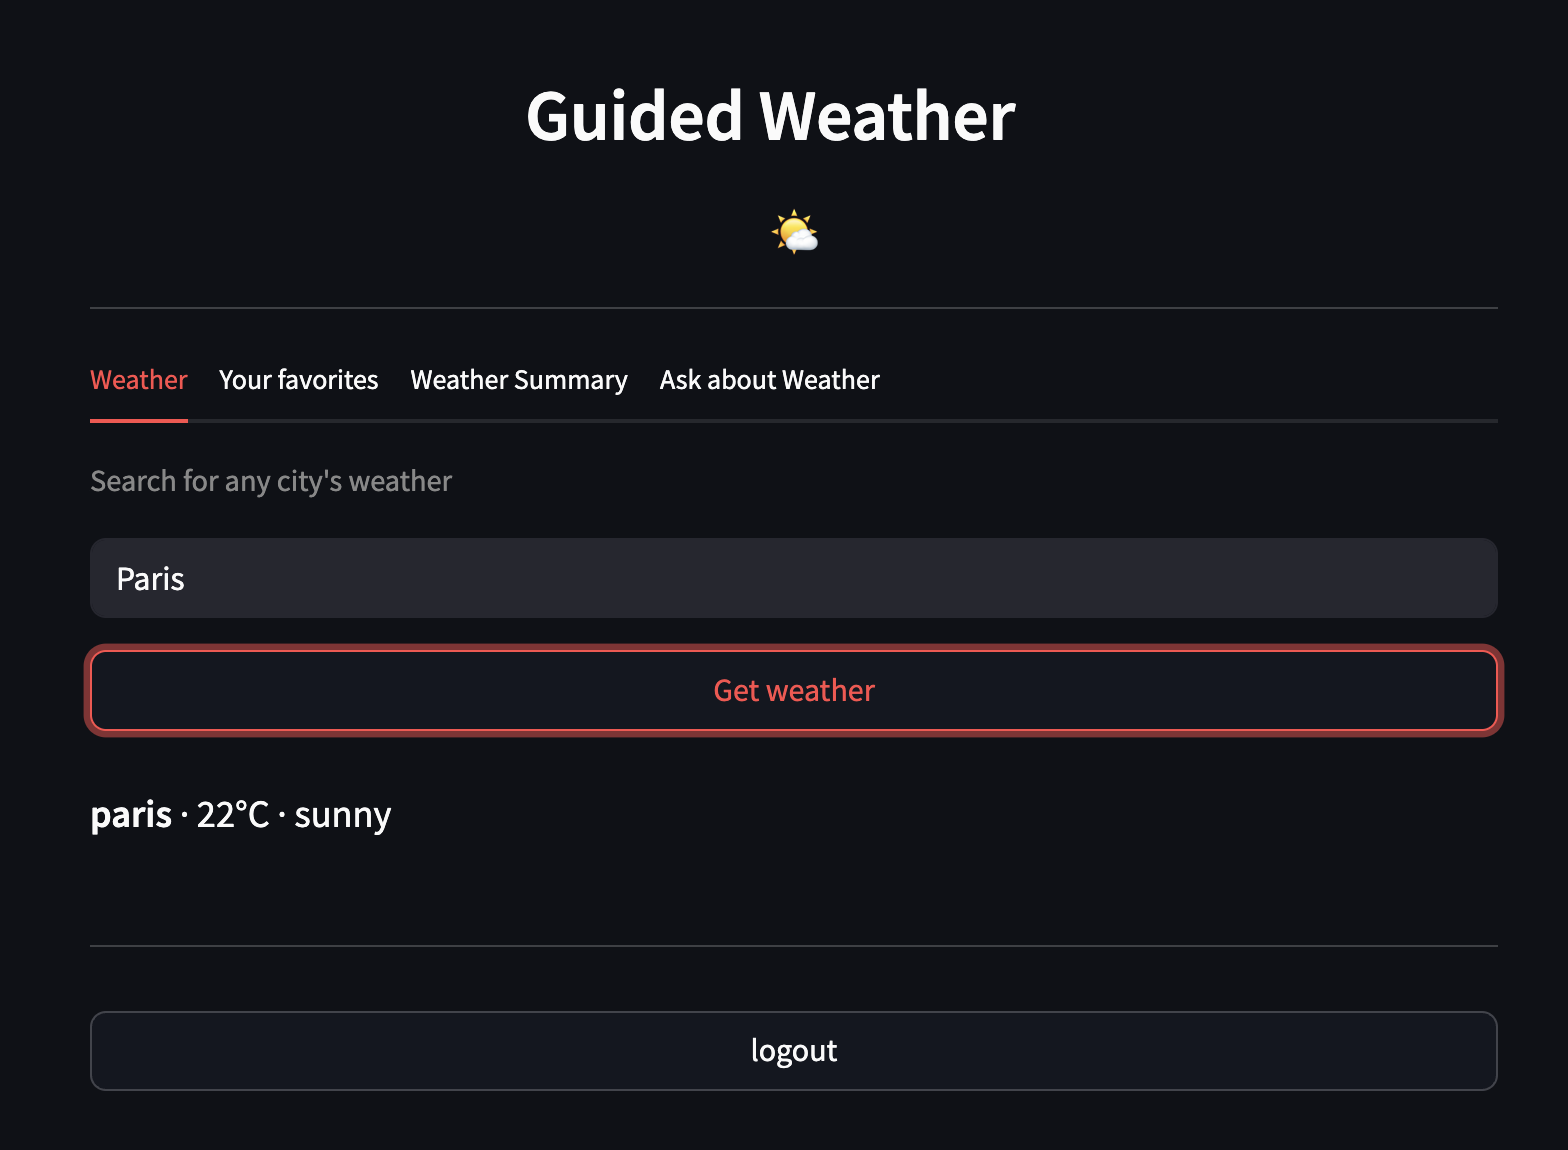 Guided Weather
Weather Your favorites Weather Summary Ask about Weather
Search for any city's weather
Paris
Get weather
paris · 22°C · sunny
logout